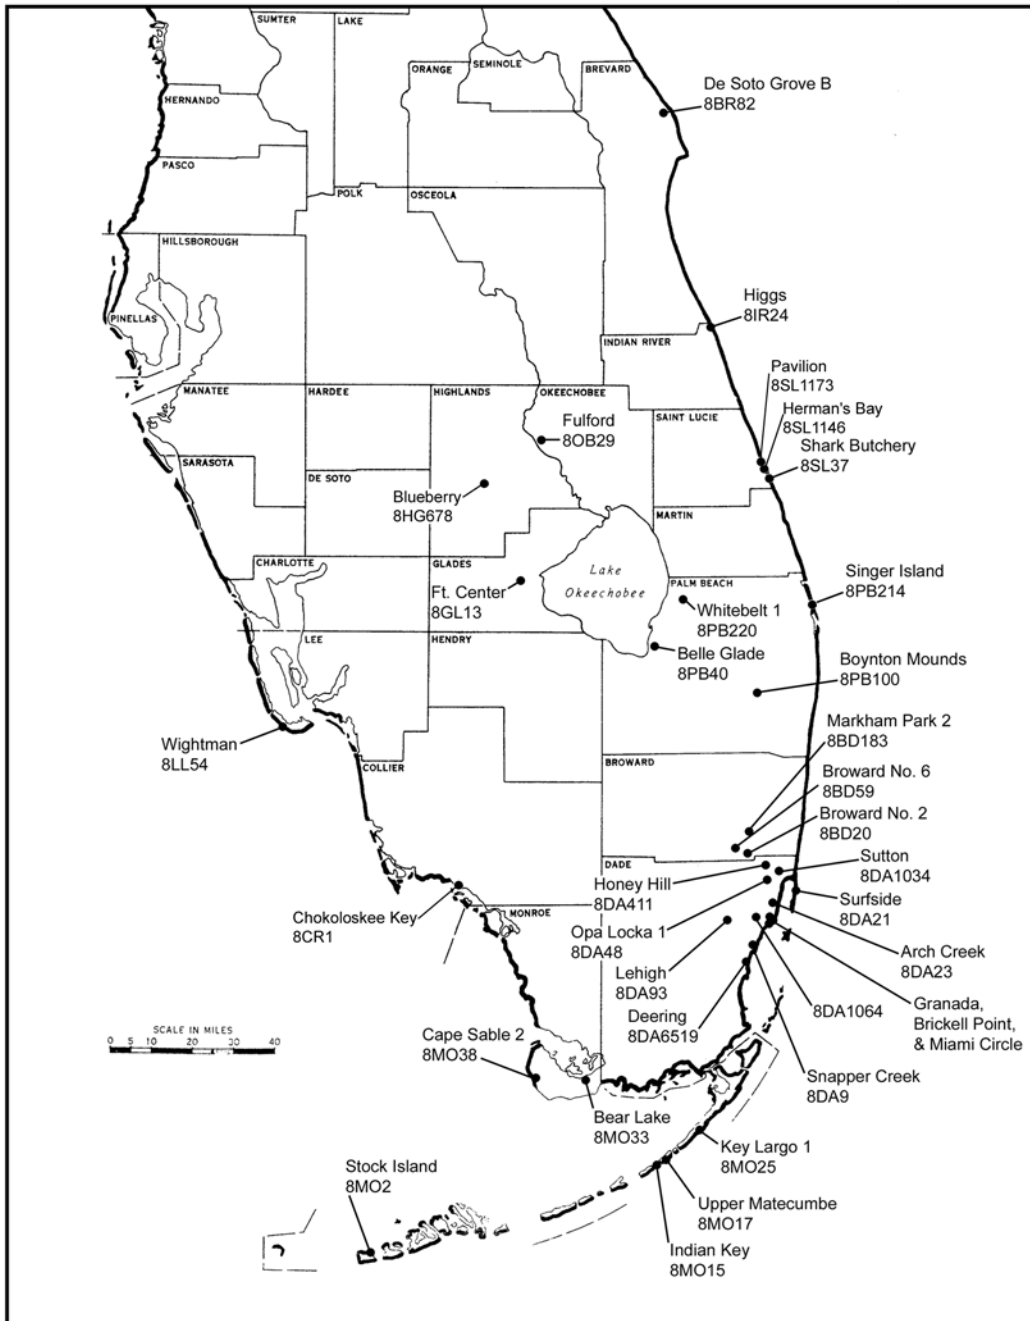 SUMTER
LAKE
ORANGE
SEMINOLE
BREVARD
HERNANDO
De Soto Grove B
8BR82
PASCO
POLK
OSCEOLA
HILLSBOROUGH
PINELLAS
Higgs
8IR24
INDIAN RIVER
Pavilion
8SL1173
MANATEE
HARDEE
HIGHLANDS
OKEECHOBEE
Herman's Bay
8SL1146
SAINT LUCIE
Fulford
8OB29
Shark Butchery
8SL37
SARASOTA
DE SOTO
Blueberry
8HG678
MARTIN
CHARLOTTE
GLADES
Lake
Okeechobee
PALM BEACH
Singer Island
8PB214
Ft. Center
8GL13
Whitebelt 1
8PB220
LEE
HENDRY
Belle Glade
8PB40
Boynton Mounds
8PB100
Markham Park 2
8BD183
Wightman
8LL54
COLLIER
BROWARD
Broward No. 6
8BD59
Broward No. 2
8BD20
DADE
Sutton
8DA1034
Honey Hill
8DA411
Surfside
8DA21
Chokoloskee Key
8CR1
MONROE
Opa Locka 1
8DA48
Arch Creek
8DA23
Lehigh
8DA93
8DA1064
Granada,
Brickell Point,
& Miami Circle
Deering
8DA6519
SCALE IN MILES
0 10 20 30 40
Cape Sable 2
8MO38
Snapper Creek
8DA9
Bear Lake
8MO33
Key Largo 1
8MO25
Stock Island
8MO2
Upper Matecumbe
8MO17
Indian Key
8MO15